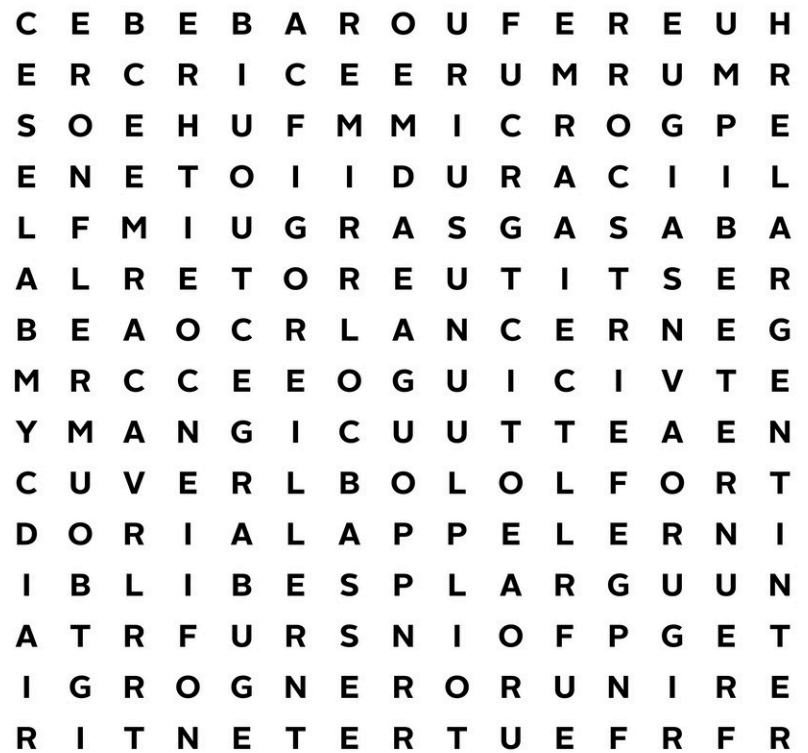 C E B E B A R O U F E R E U H
E R C R I C E E R U M R U M R
S O E H U F M M I C R O G P E
E N E T O I I D U R A C I I L
L F M I U G R A S G A S A B A
A L R E T O R E U T I T S E R
B E A O C R L A N C E R N E G
M R C C E E O G U I C I V T E
Y M A N G I C U U T T E A E N
C U V E R L B O L O L F O R T
D O R I A L A P P E L E R N I
I B L I B E S P L A R G U U N
A T R F U R S N I O F P G E T
I G R O G N E R O R U N I R E
R I T N E T E R T U E F R F R